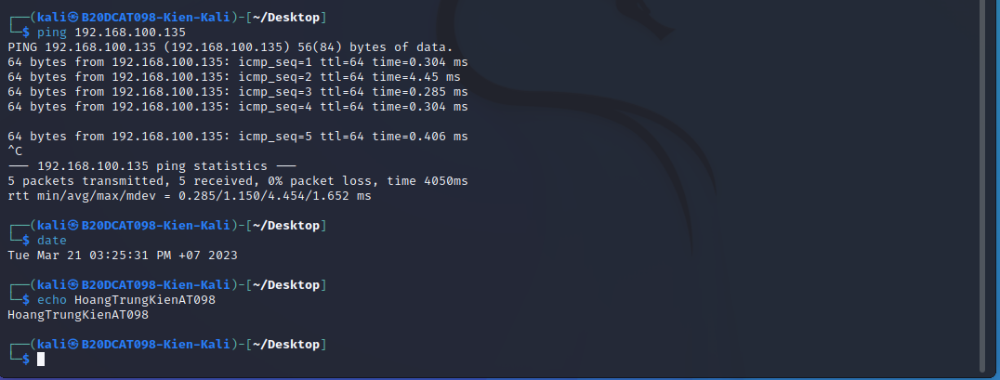 ┌──(kali㉿B20DCAT098-Kien-Kali)-[~/Desktop]
└─$ ping 192.168.100.135
PING 192.168.100.135 (192.168.100.135) 56(84) bytes of data.
64 bytes from 192.168.100.135: icmp_seq=1 ttl=64 time=0.304 ms
64 bytes from 192.168.100.135: icmp_seq=2 ttl=64 time=4.45 ms
64 bytes from 192.168.100.135: icmp_seq=3 ttl=64 time=0.285 ms
64 bytes from 192.168.100.135: icmp_seq=4 ttl=64 time=0.304 ms
64 bytes from 192.168.100.135: icmp_seq=5 ttl=64 time=0.406 ms
^C
--- 192.168.100.135 ping statistics ---
5 packets transmitted, 5 received, 0% packet loss, time 4050ms
rtt min/avg/max/mdev = 0.285/1.150/4.454/1.652 ms
┌──(kali㉿B20DCAT098-Kien-Kali)-[~/Desktop]
└─$ date
Tue Mar 21 03:25:31 PM +07 2023
┌──(kali㉿B20DCAT098-Kien-Kali)-[~/Desktop]
└─$ echo HoangTrungKienAT098
HoangTrungKienAT098
┌──(kali㉿B20DCAT098-Kien-Kali)-[~/Desktop]
└─$